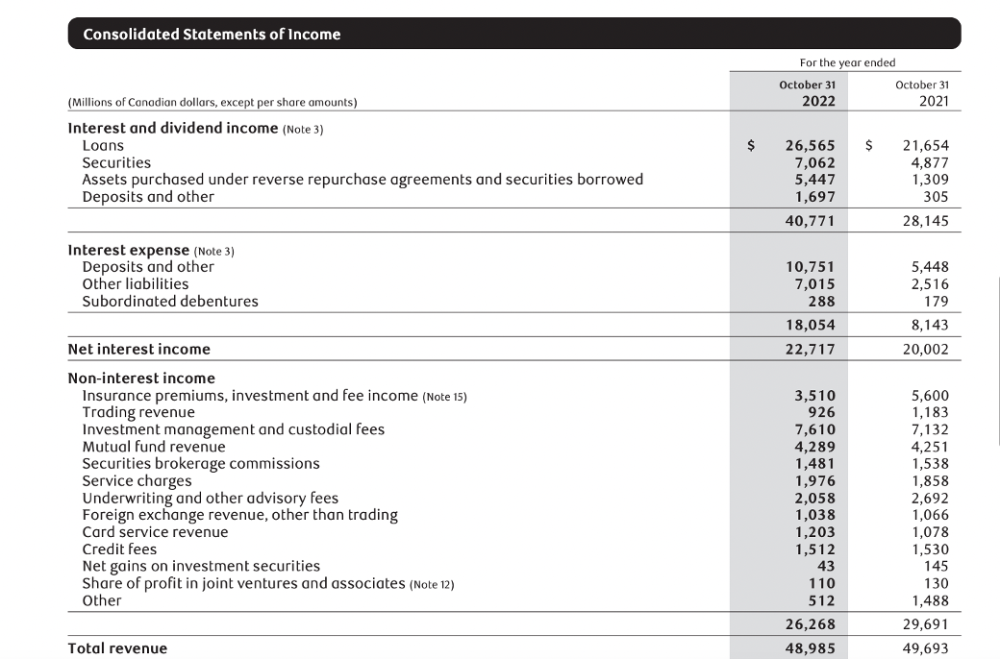 Consolidated Statements of Income
For the year ended
October 31 October 31
(Millions of Canadian dollars, except per share amounts) 2022 2021
Interest and dividend income (Note 3)
Loans $ 26,565 $ 21,654
Securities 7,062 4,877
Assets purchased under reverse repurchase agreements and securities borrowed 5,447 1,309
Deposits and other 1,697 305
40,771 28,145
Interest expense (Note 3)
Deposits and other 10,751 5,448
Other liabilities 7,015 2,516
Subordinated debentures 288 179
18,054 8,143
Net interest income 22,717 20,002
Non-interest income
Insurance premiums, investment and fee income (Note 15) 3,510 5,600
Trading revenue 926 1,183
Investment management and custodial fees 7,610 7,132
Mutual fund revenue 4,289 4,251
Securities brokerage commissions 1,481 1,538
Service charges 1,976 1,858
Underwriting and other advisory fees 2,058 2,692
Foreign exchange revenue, other than trading 1,038 1,066
Card service revenue 1,203 1,078
Credit fees 1,512 1,530
Net gains on investment securities 43 145
Share of profit in joint ventures and associates (Note 12) 110 130
Other 512 1,488
26,268 29,691
Total revenue 48,985 49,693